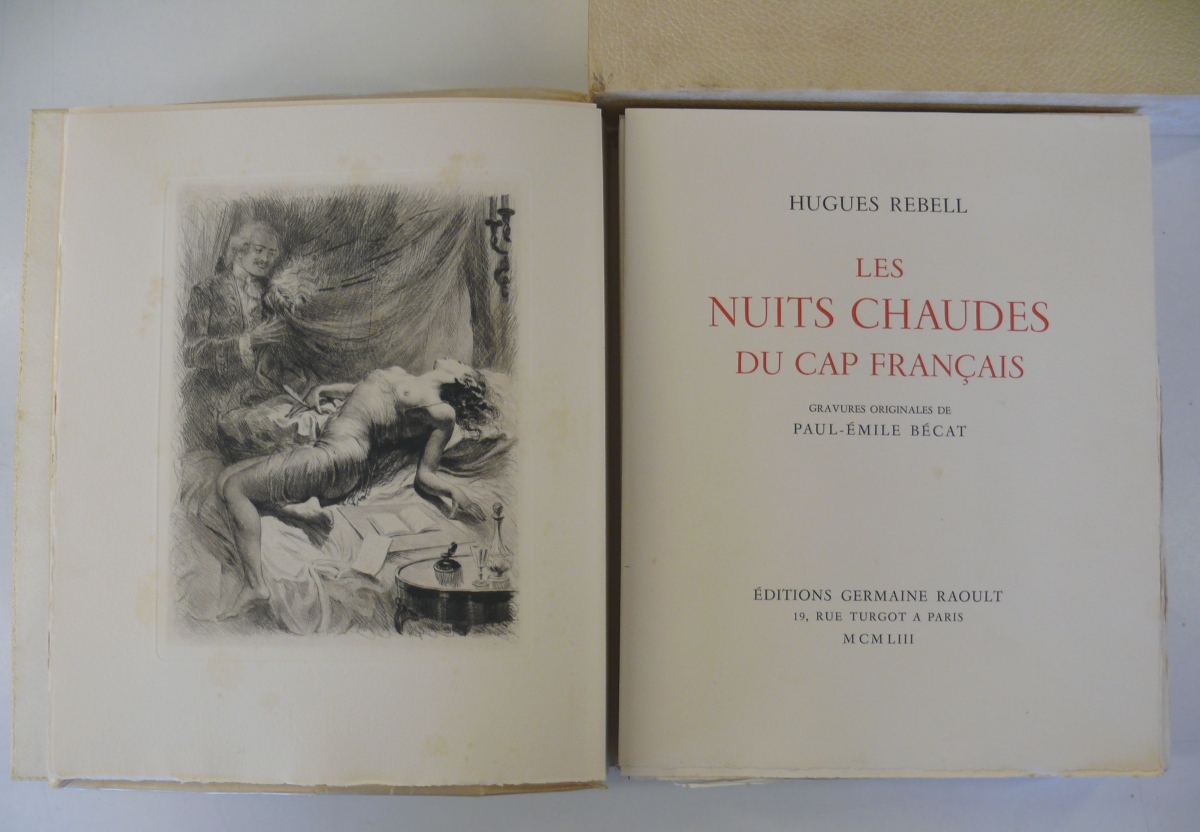 HUGUES REBELL
LES
NUITS CHAUDES
DU CAP FRANÇAIS
GRAVURES ORIGINALES DE
PAUL-ÉMILE BÉCAT
ÉDITIONS GERMAINE RAOULT
19, RUE TURGOT A PARIS
MCMLIII